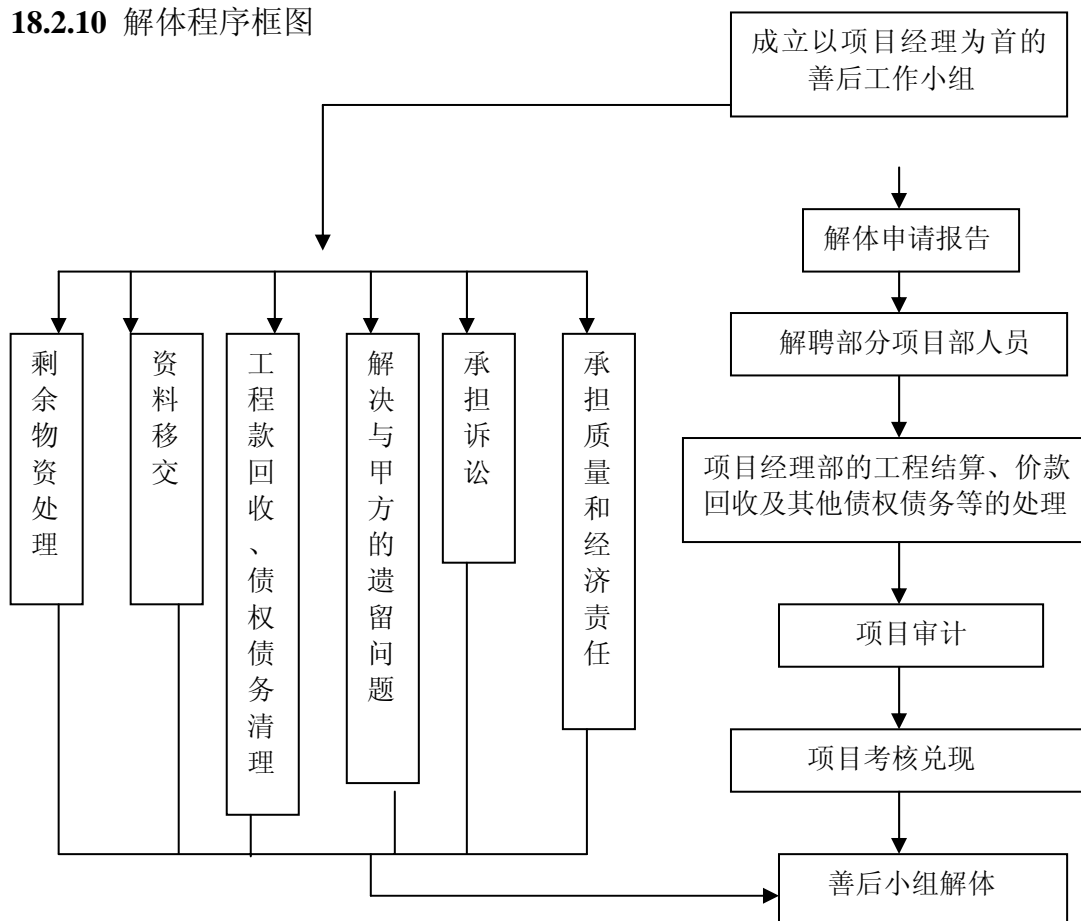 18.2.10 解体程序框图
成立以项目经理为首的
善后工作小组
解体申请报告
解聘部分项目部人员
项目经理部的工程结算、价款
回收及其他债权债务等的处理
项目审计
项目考核兑现
善后小组解体
剩余物资处理
资料移交
工程款回收、债权债务清理
解决与甲方的遗留问题
承担诉讼
承担质量和经济责任